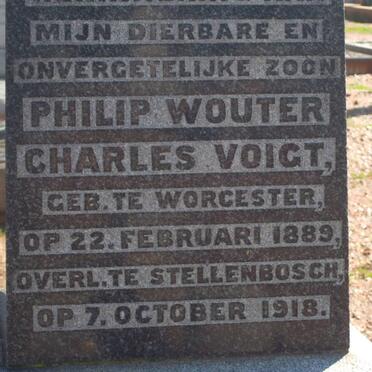 MIJN DIERBARE EN
ONVERGETELIJKE ZOON
PHILIP WOUTER
CHARLES VOIGT,
GEB. TE WORCESTER,
OP 22. FEBRUARI 1889,
OVERL. TE STELLENBOSCH,
OP 7. OCTOBER 1918.